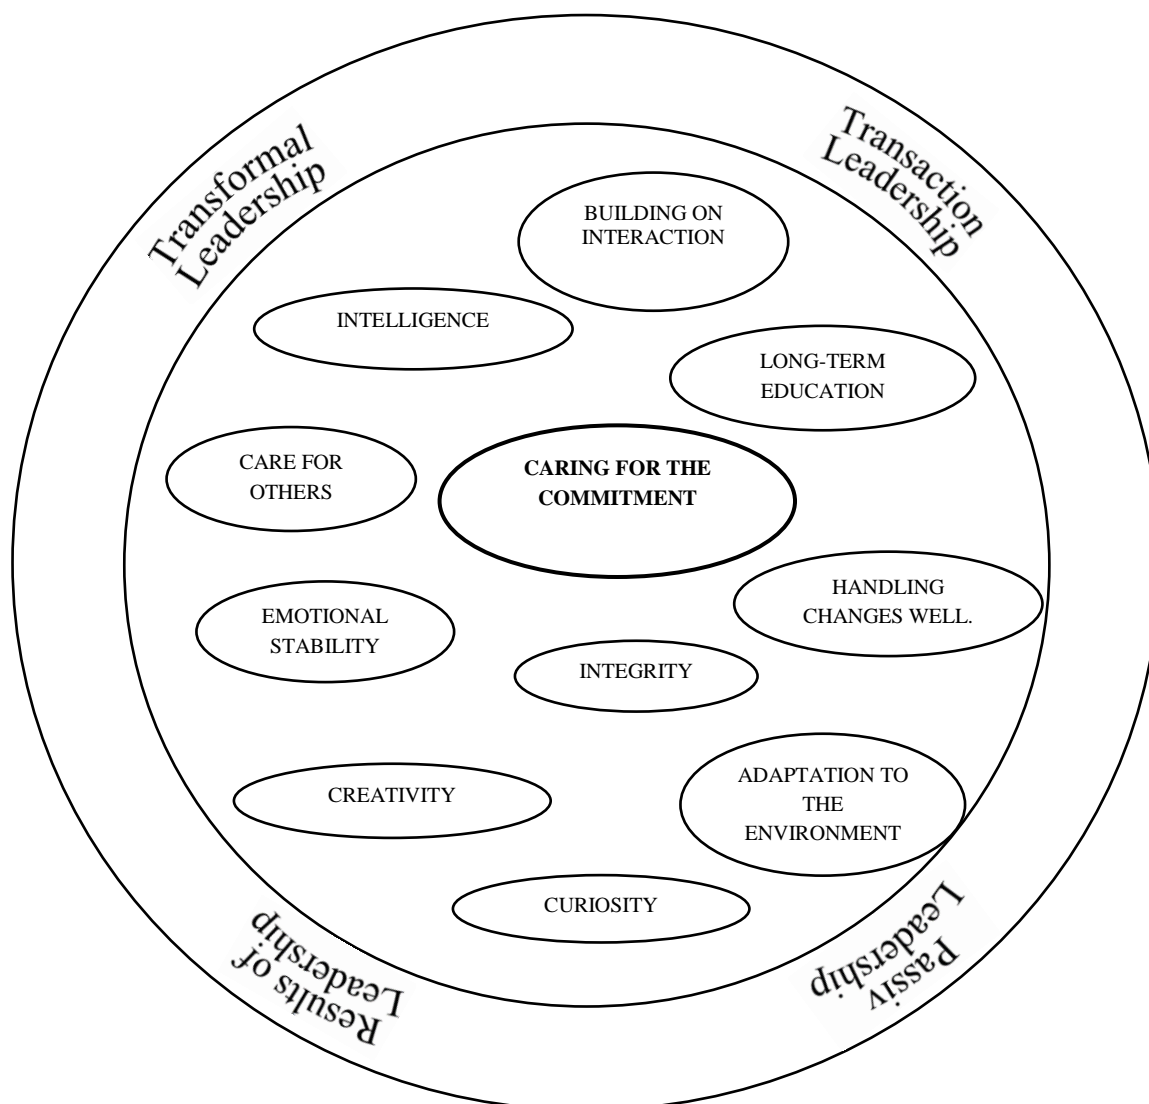 Transformal
Leadership
Transaction
Leadership
BUILDING ON
INTERACTION
INTELLIGENCE
LONG-TERM
EDUCATION
CARE FOR
OTHERS
CARING FOR THE
COMMITMENT
HANDLING
CHANGES WELL.
EMOTIONAL
STABILITY
INTEGRITY
CREATIVITY
ADAPTATION TO
THE
ENVIRONMENT
CURIOSITY
Results of
Leadership
Passiv
Leadership